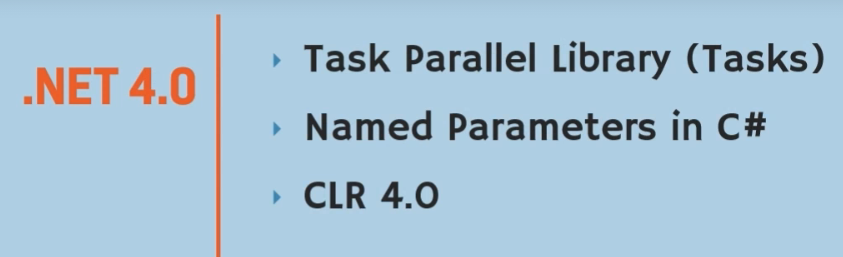 .NET 4.0
Task Parallel Library (Tasks)
Named Parameters in C#
CLR 4.0